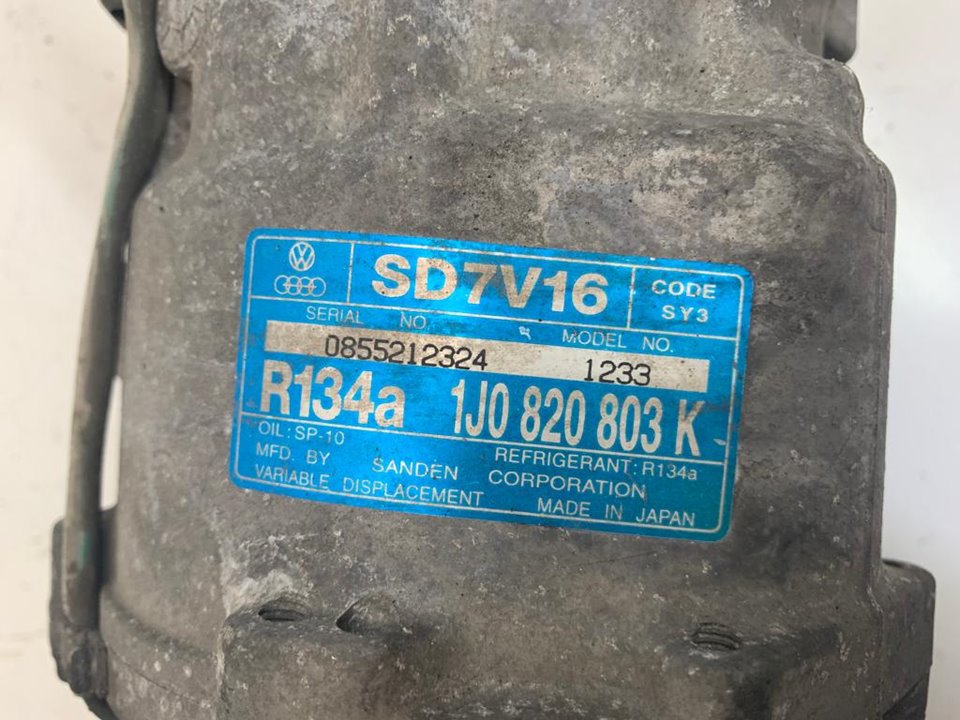 SD7V16
CODE
SY3
SERIAL NO.
MODEL NO.
0855212324
1233
R134a
1J0 820 803 K
OIL: SP-10
REFRIGERANT: R134a
MFD. BY SANDEN CORPORATION
VARIABLE DISPLACEMENT
MADE IN JAPAN